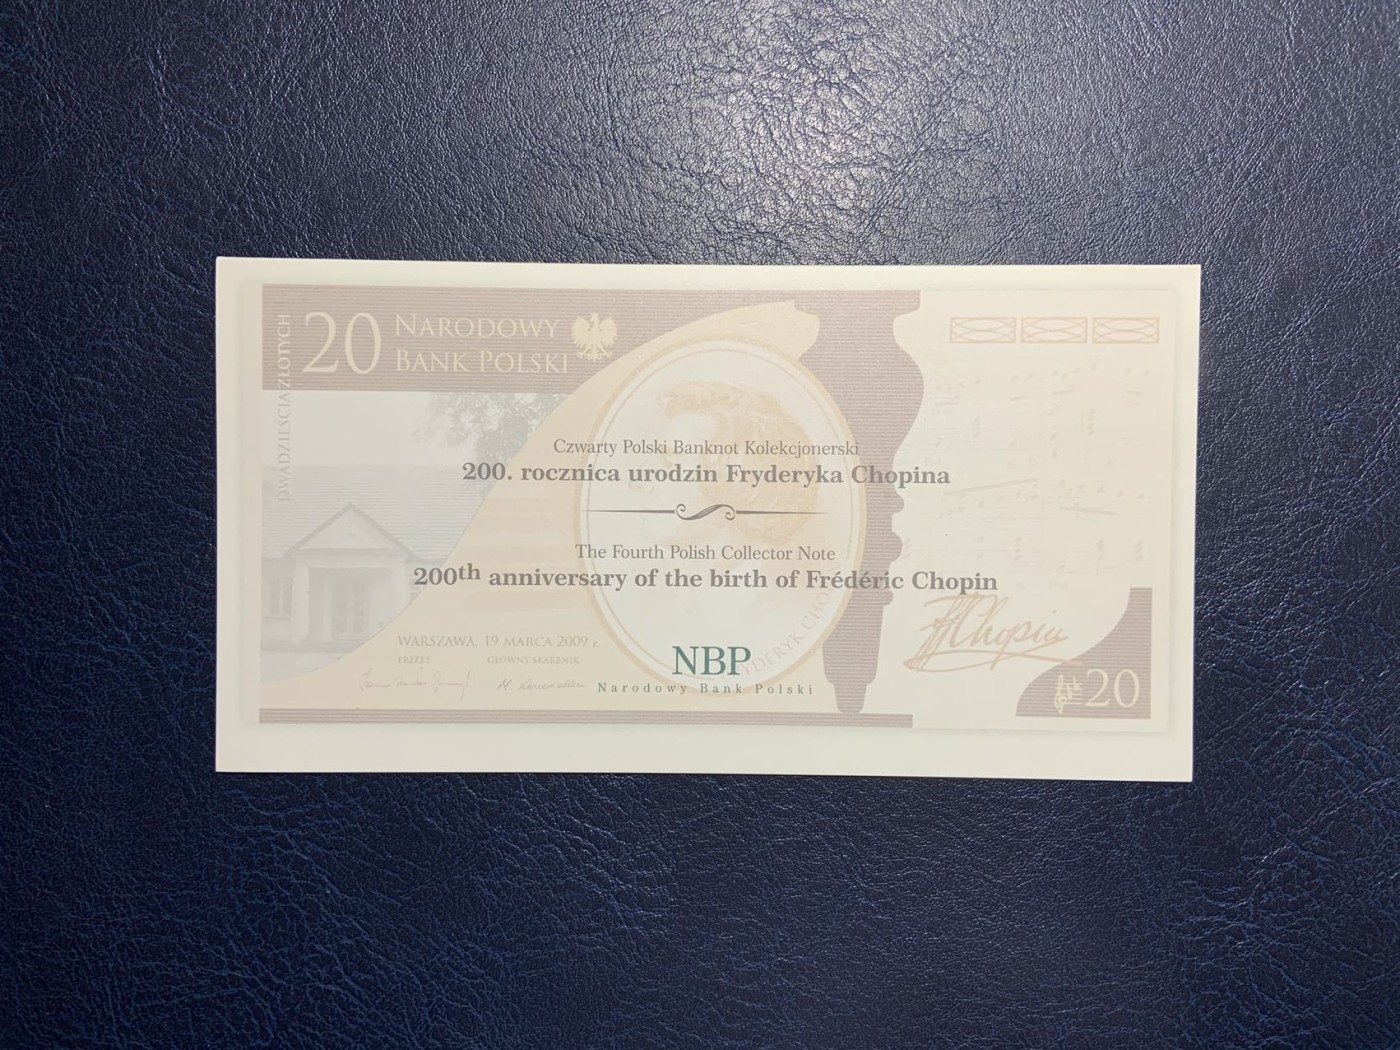 20 NARODOWY
BANK POLSKI
DWADZIEŚCIA ZŁOTYCH
Czwarty Polski Banknot Kolekcjonerski
200. rocznica urodzin Fryderyka Chopina
The Fourth Polish Collector Note
200th anniversary of the birth of Frédéric Chopin
FRYDERYK CHOPIN
FChopin
WARSZAWA, 19 MARCA 2009 r.
PREZES GŁÓWNY SKARBNIK
NBP
Narodowy Bank Polski
20